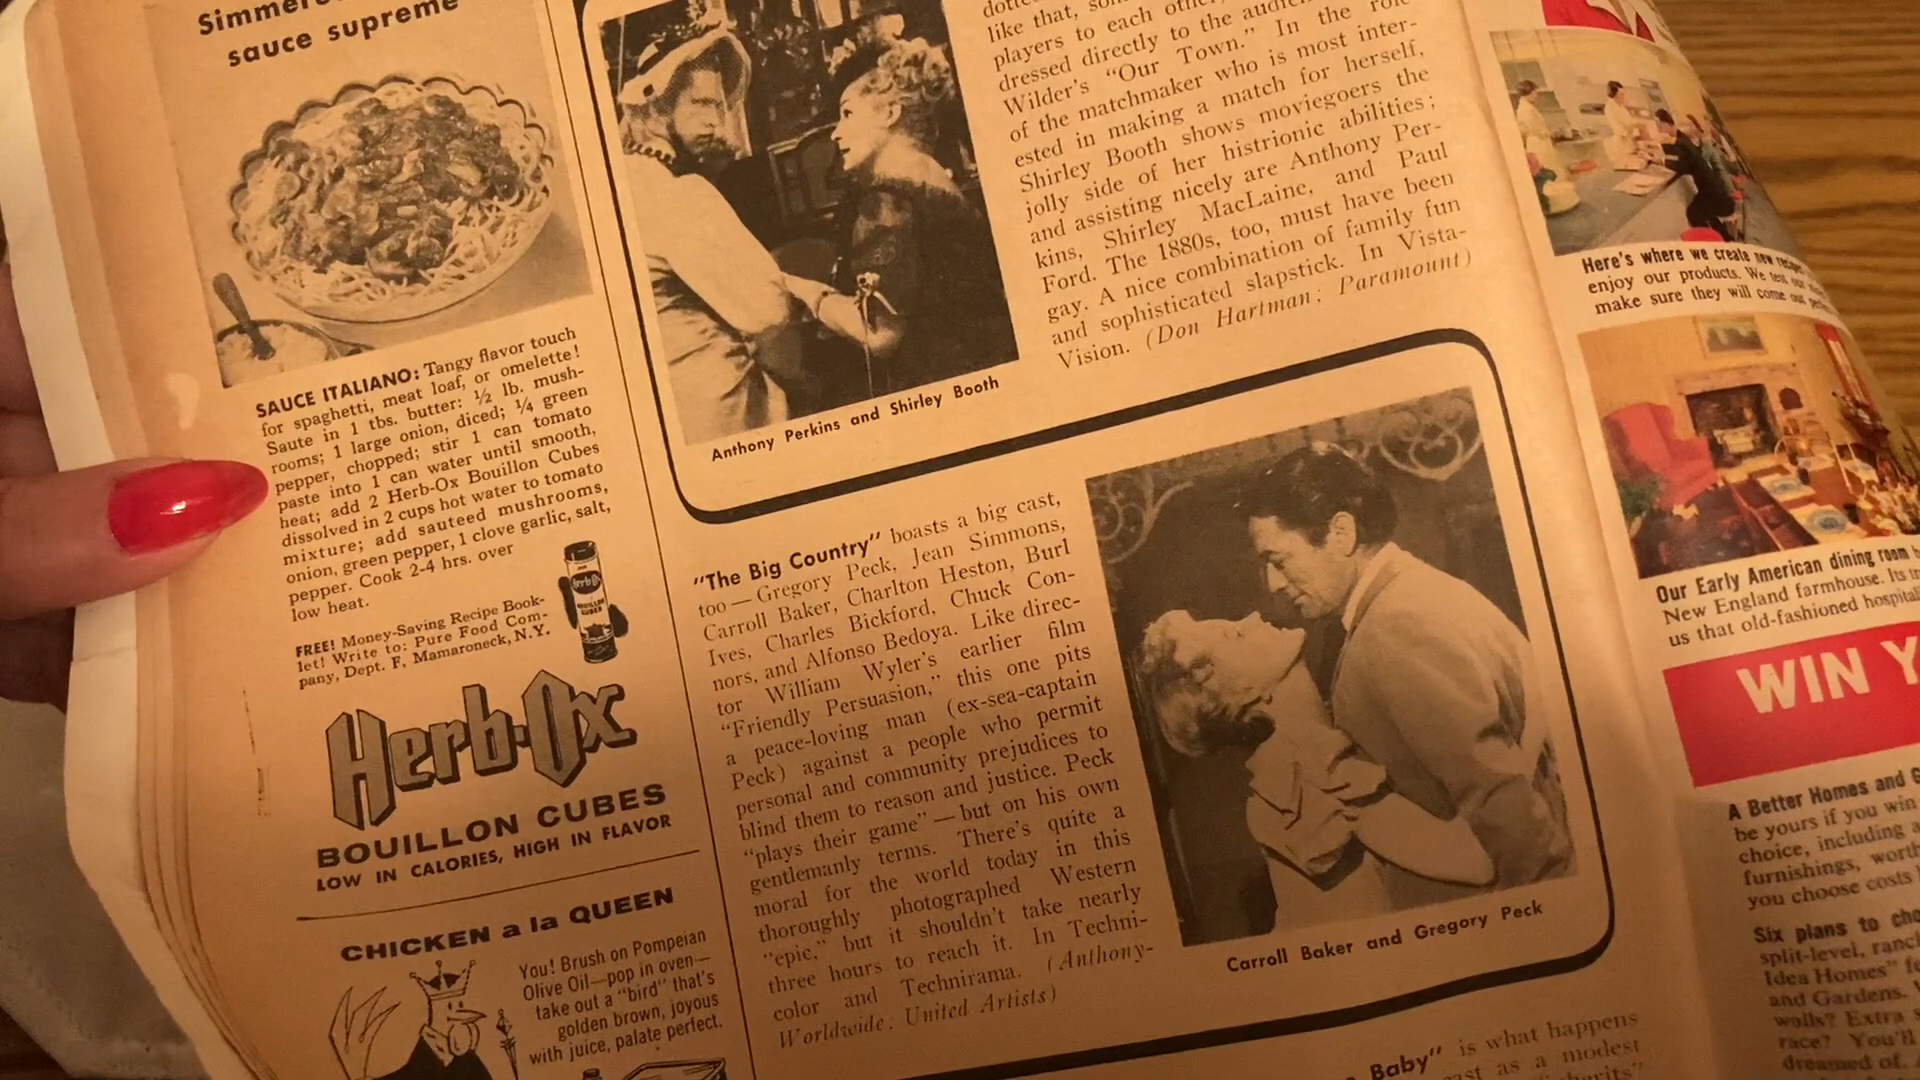 sauce supreme
SAUCE ITALIANO: Tangy flavor touch
for spaghetti, meat loaf, or omelette!
Saute in 1 tbs. butter: ½ lb. mush-
rooms; 1 large onion, diced; ¼ green
pepper, chopped; stir 1 can tomato
paste into 1 can water until smooth,
heat; add 2 Herb-Ox Bouillon Cubes
dissolved in 2 cups hot water to tomato
mixture; add sauteed mushrooms,
onion, green pepper, 1 clove garlic, salt,
pepper. Cook 2-4 hrs. over
low heat.
FREE! Money-Saving Recipe Book-
let! Write to: Pure Food Com-
pany, Dept. F, Mamaroneck, N.Y.
Herb-Ox
BOUILLON
CUBES
Herb-Ox
BOUILLON CUBES
LOW IN CALORIES, HIGH IN FLAVOR
CHICKEN a la QUEEN
You! Brush on Pompeian
Olive Oil—pop in oven—
take out a "bird" that's
golden brown, joyous
with juice, palate perfect.
Anthony Perkins and Shirley Booth
like that,
players to each other,
dressed directly to the
Wilder's "Our Town." In the role
of the matchmaker who is most inter-
ested in making a match for herself,
Shirley Booth shows moviegoers the
jolly side of her histrionic abilities;
and assisting nicely are Anthony Per-
kins, Shirley MacLaine, and Paul
Ford. The 1880s, too, must have been
gay. A nice combination of family fun
and sophisticated slapstick. In Vista-
Vision. (Don Hartman; Paramount)
"The Big Country" boasts a big cast,
too — Gregory Peck, Jean Simmons,
Carroll Baker, Charlton Heston, Burl
Ives, Charles Bickford, Chuck Con-
nors, and Alfonso Bedoya. Like direc-
tor William Wyler's earlier film
"Friendly Persuasion," this one pits
a peace-loving man (ex-sea-captain
Peck) against a people who permit
personal and community prejudices to
blind them to reason and justice. Peck
"plays their game" — but on his own
gentlemanly terms. There's quite a
moral for the world today in this
thoroughly photographed Western
"epic," but it shouldn't take nearly
three hours to reach it. In Techni-
color and Technirama. (Anthony-
Worldwide; United Artists)
Carroll Baker and Gregory Peck
Baby" is what happens
as a modest
Here's where we create new
enjoy our products. We
make sure they will come
Our Early American dining room
New England farmhouse. Its
us that old-fashioned
WIN
A Better Homes and
be yours if you win
choice, including a
furnishings, worth
you choose costs
Six plans to
split-level,
Idea Homes"
and Gardens.
walls? Extra
race? You'll
dreamed of.